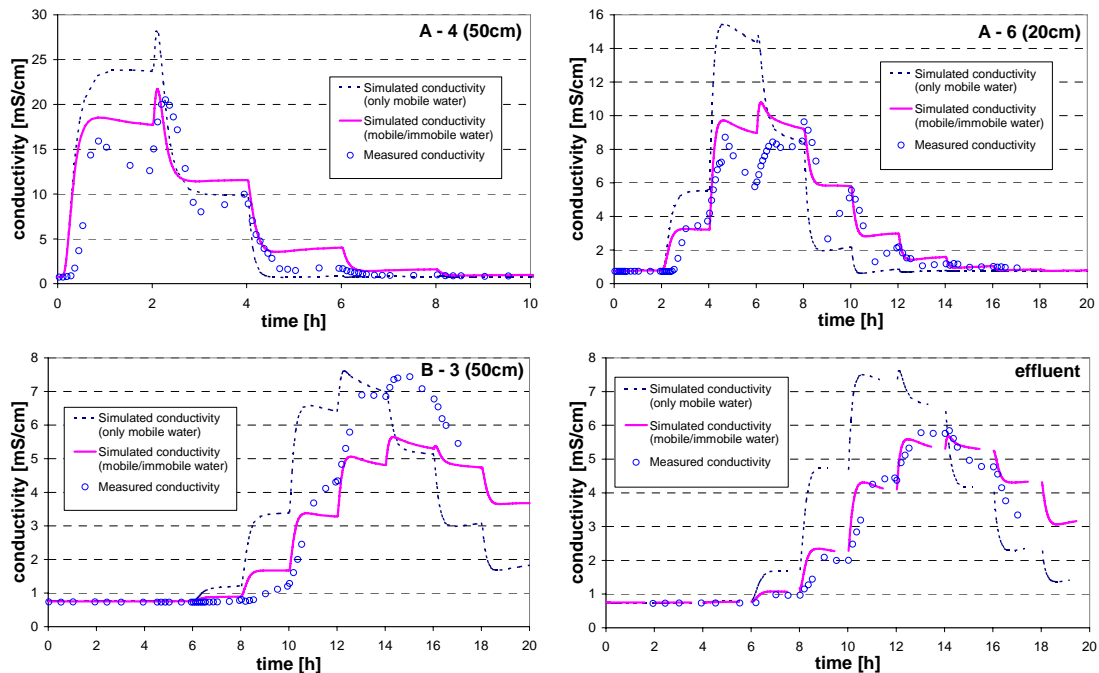 A - 4 (50cm)
conductivity [mS/cm]
30
25
20
15
10
5
0
Simulated conductivity
(only mobile water)
Simulated conductivity
(mobile/immobile water)
Measured conductivity
0 2 4 6 8 10
time [h]
A - 6 (20cm)
conductivity [mS/cm]
16
14
12
10
8
6
4
2
0
Simulated conductivity
(only mobile water)
Simulated conductivity
(mobile/immobile water)
Measured conductivity
0 2 4 6 8 10 12 14 16 18 20
time [h]
B - 3 (50cm)
conductivity [mS/cm]
8
7
6
5
4
3
2
1
0
Simulated conductivity
(only mobile water)
Simulated conductivity
(mobile/immobile water)
Measured conductivity
0 2 4 6 8 10 12 14 16 18 20
time [h]
effluent
conductivity [mS/cm]
8
7
6
5
4
3
2
1
0
Simulated conductivity
(only mobile water)
Simulated conductivity
(mobile/immobile water)
Measured conductivity
0 2 4 6 8 10 12 14 16 18 20
time [h]